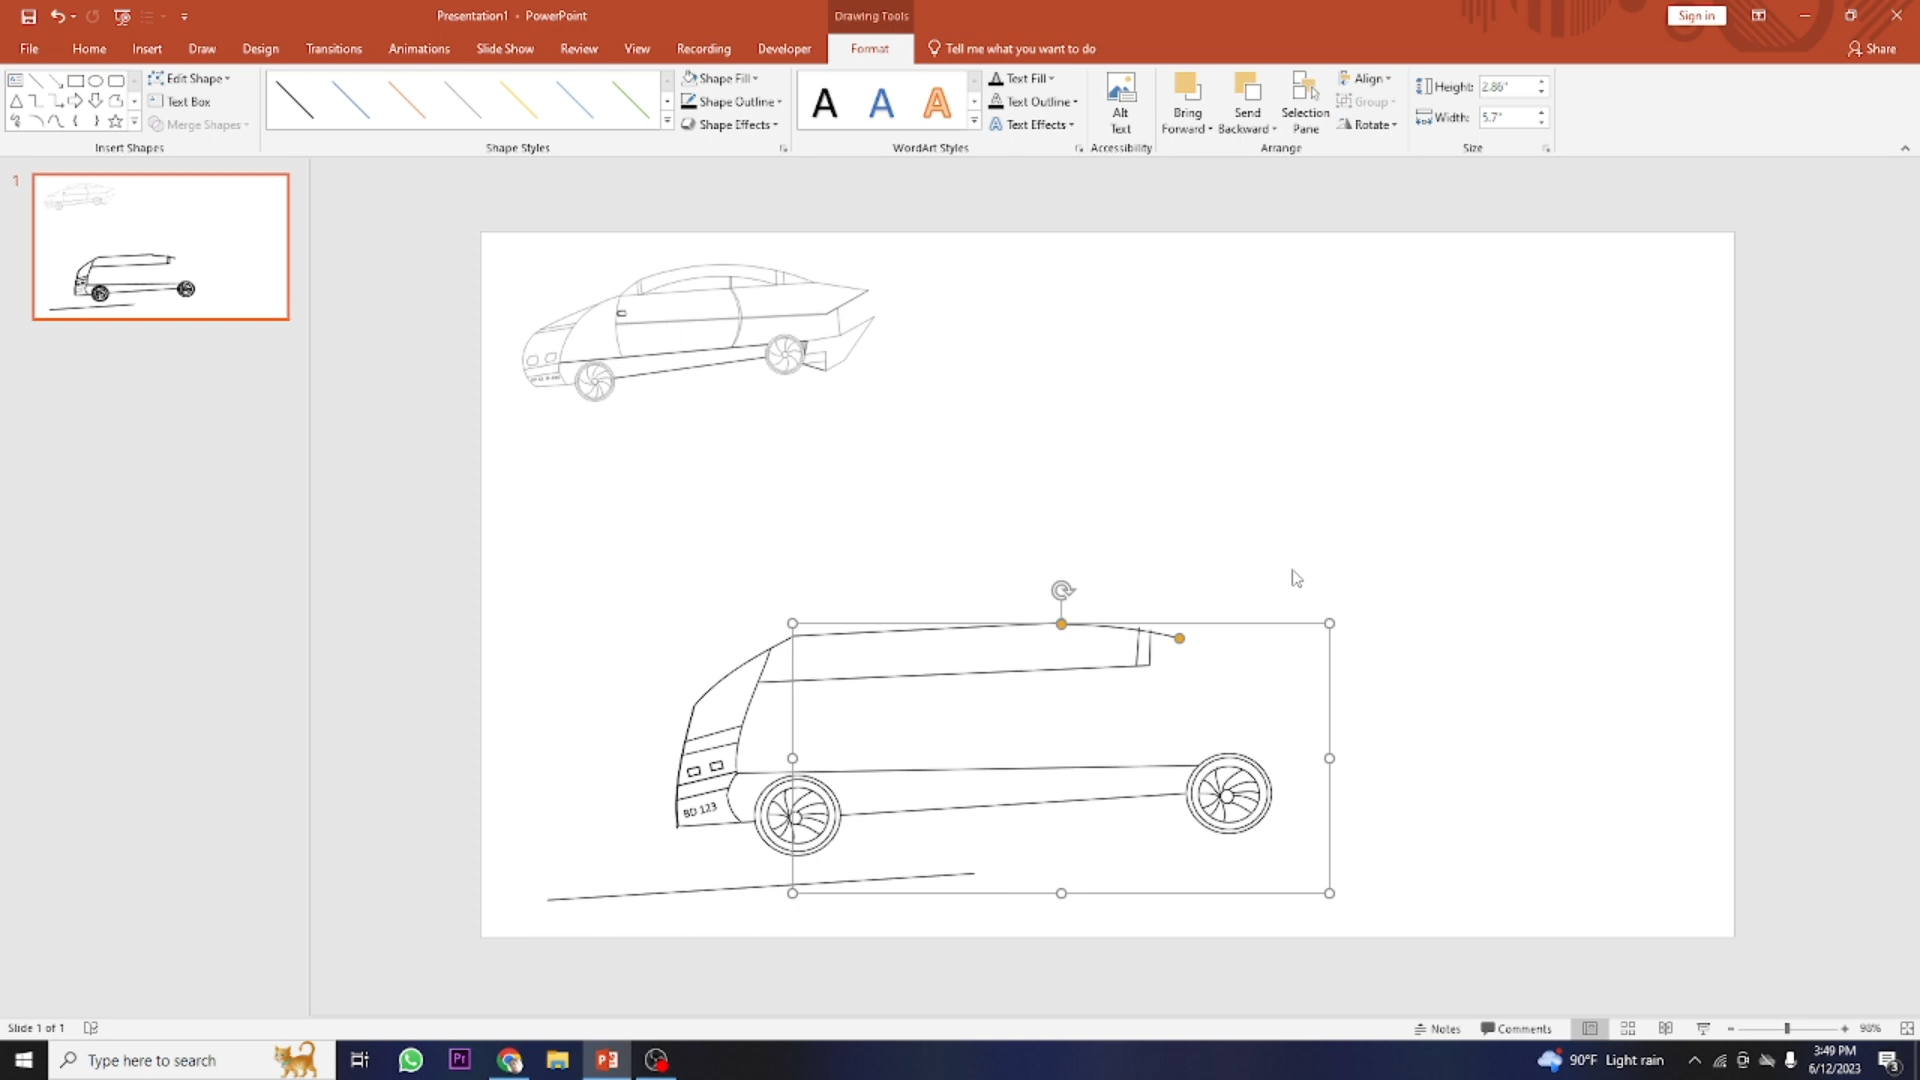 Presentation1 - PowerPoint
Drawing Tools
Sign in
File
Home
Insert
Draw
Design
Transitions
Animations
Slide Show
Review
View
Recording
Developer
Format
Tell me what you want to do
Share
Edit Shape
Text Box
Merge Shapes
Insert Shapes
Shape Fill
Shape Outline
Shape Effects
Shape Styles
A A A
Text Fill
Text Outline
Text Effects
WordArt Styles
Alt
Text
Accessibility
Bring
Forward
Send
Backward
Selection
Pane
Align
Group
Rotate
Arrange
Height: 2.86"
Width: 5.7"
Size
1
BD 123
Slide 1 of 1
Notes
Comments
98%
Type here to search
Pr
90°F Light rain
3:49 PM
6/12/2023
3